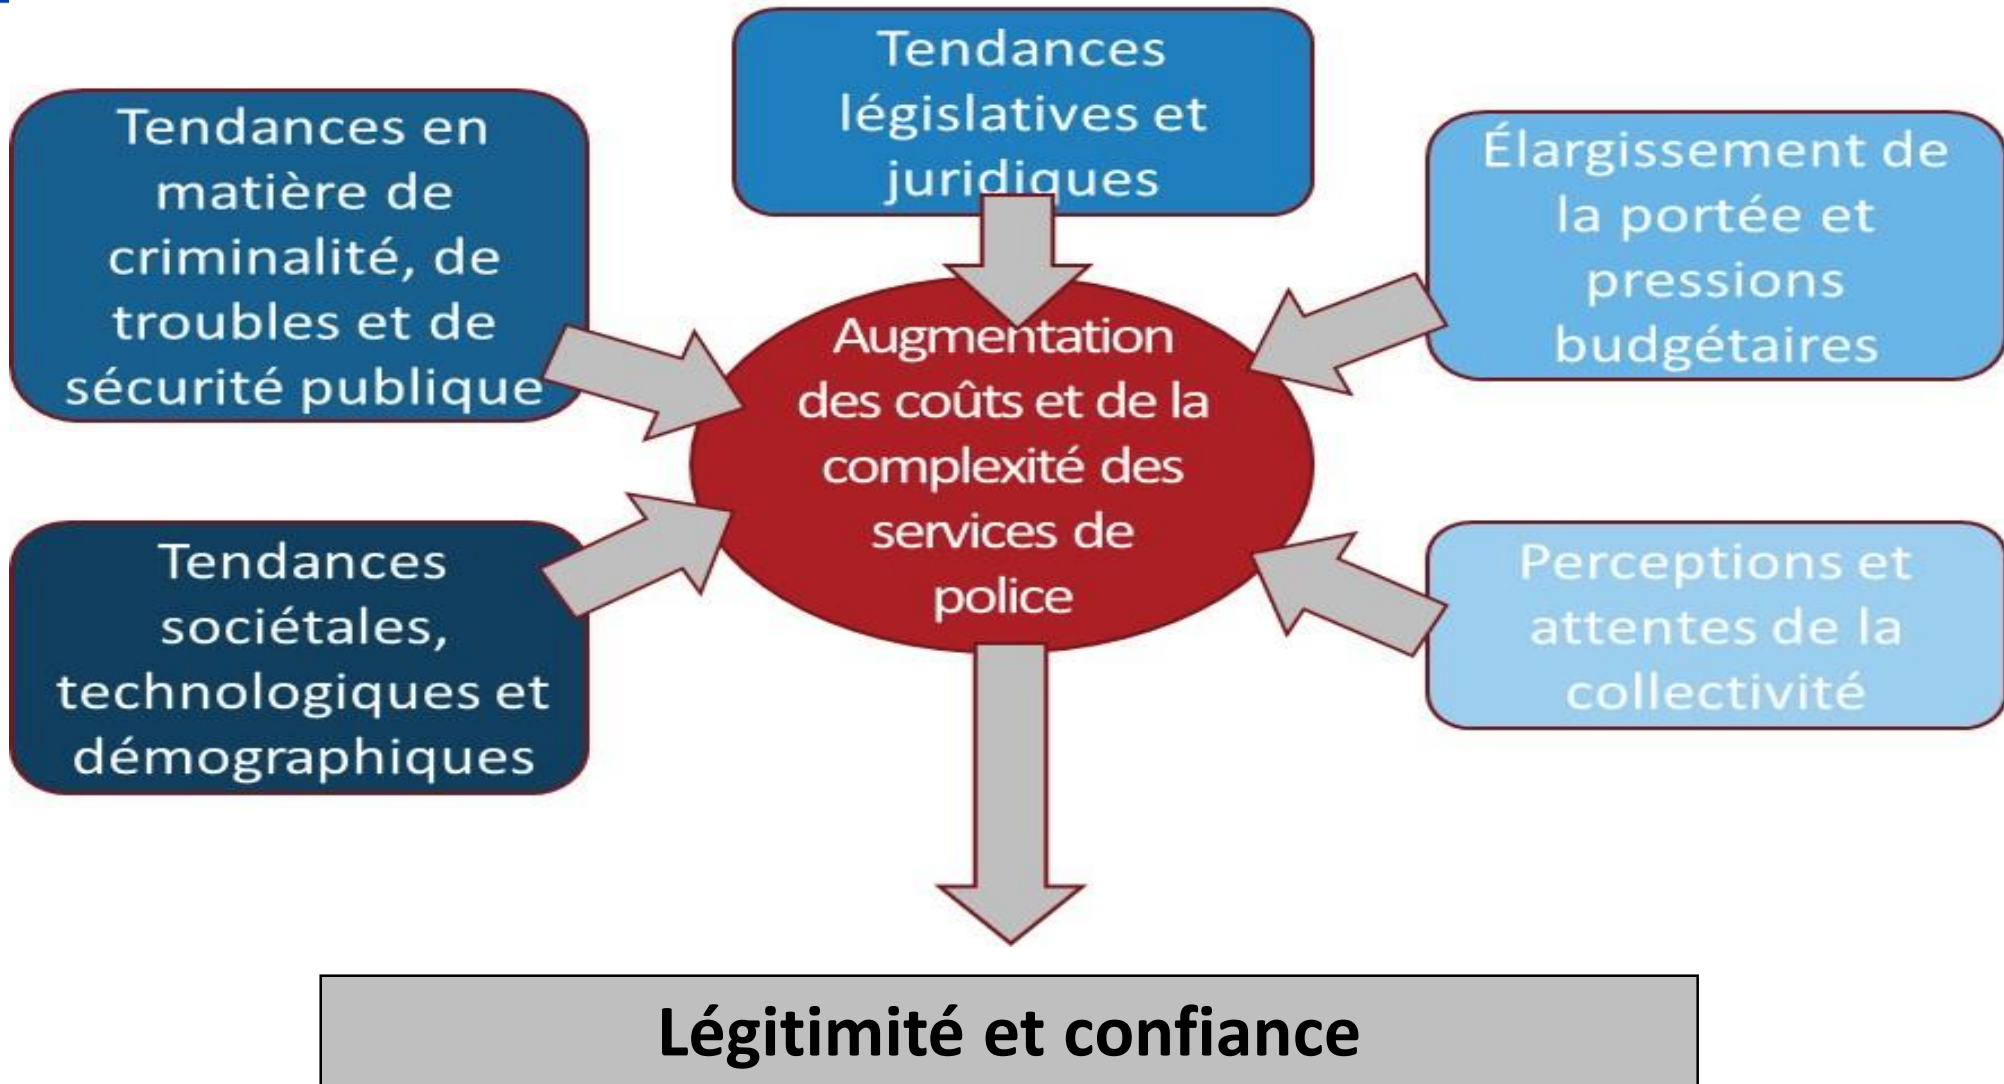 Tendances
législatives et
juridiques
Tendances en
matière de
criminalité, de
troubles et de
sécurité publique
Élargissement de
la portée et
pressions
budgétaires
Augmentation
des coûts et de la
complexité des
services de
police
Tendances
sociétales,
technologiques et
démographiques
Perceptions et
attentes de la
collectivité
Légitimité et confiance